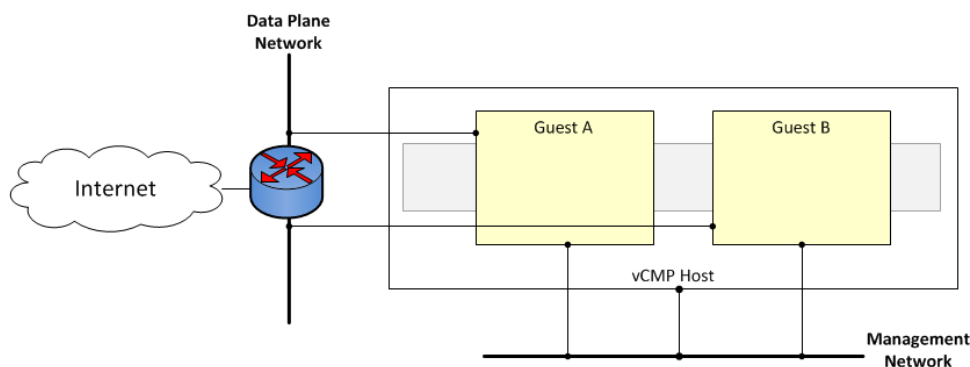 Data Plane
Network
Guest A
Guest B
Internet
vCMP Host
Management
Network